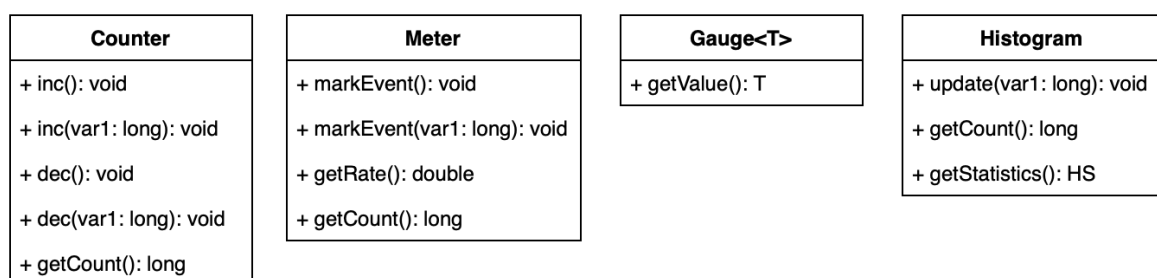 Counter
+ inc(): void
+ inc(var1: long): void
+ dec(): void
+ dec(var1: long): void
+ getCount(): long
Meter
+ markEvent(): void
+ markEvent(var1: long): void
+ getRate(): double
+ getCount(): long
Gauge<T>
+ getValue(): T
Histogram
+ update(var1: long): void
+ getCount(): long
+ getStatistics(): HS